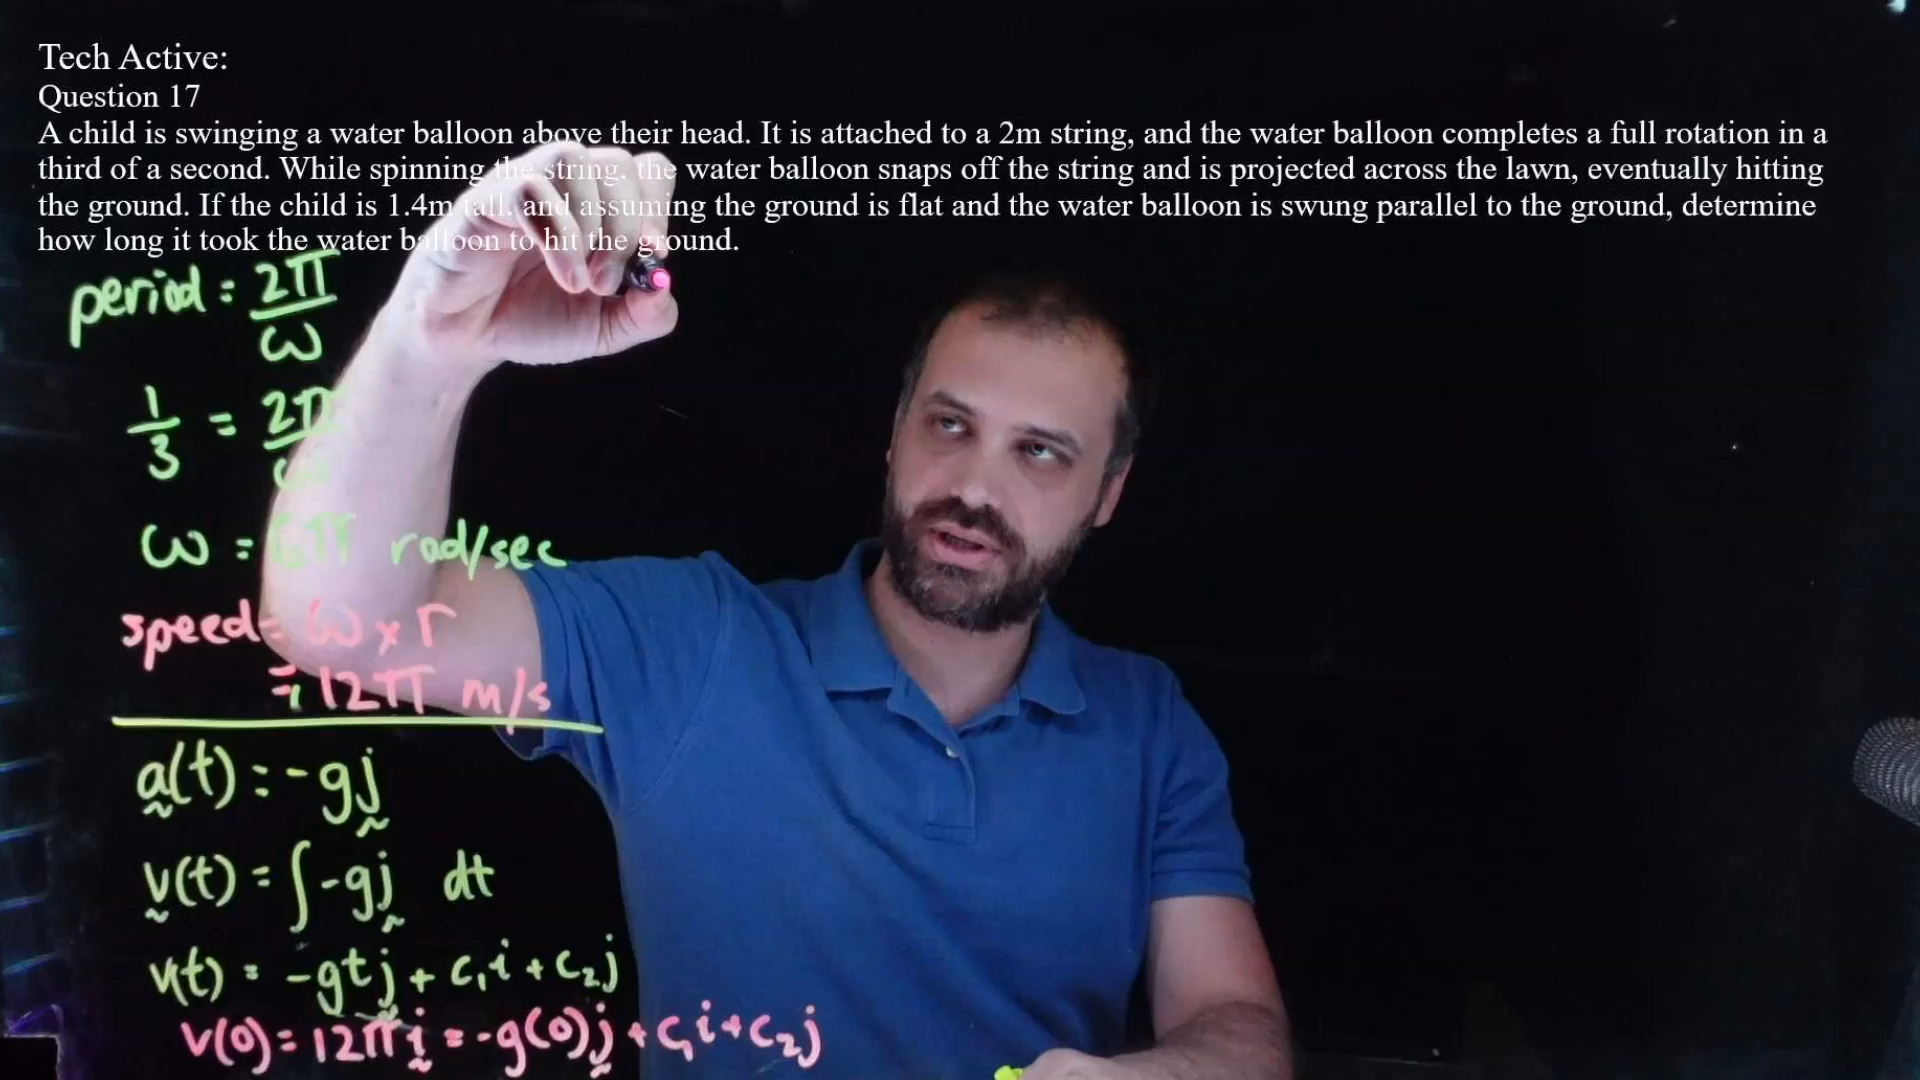 Tech Active:
Question 17
A child is swinging a water balloon above their head. It is attached to a 2m string, and the water balloon completes a full rotation in a
third of a second. While spinning the string, the water balloon snaps off the string and is projected across the lawn, eventually hitting
the ground. If the child is 1.4m tall, and assuming the ground is flat and the water balloon is swung parallel to the ground, determine
how long it took the water balloon to hit the ground.
period = 2π/ω
1/3 = 2π/ω
ω = 6π rad/sec
speed = ω × r
= 12π m/s
a(t) = -gj
v(t) = ∫-gj dt
v(t) = -gtj + c₁i + c₂j
v(0) = 12πi = -g(0)j + c₁i + c₂j